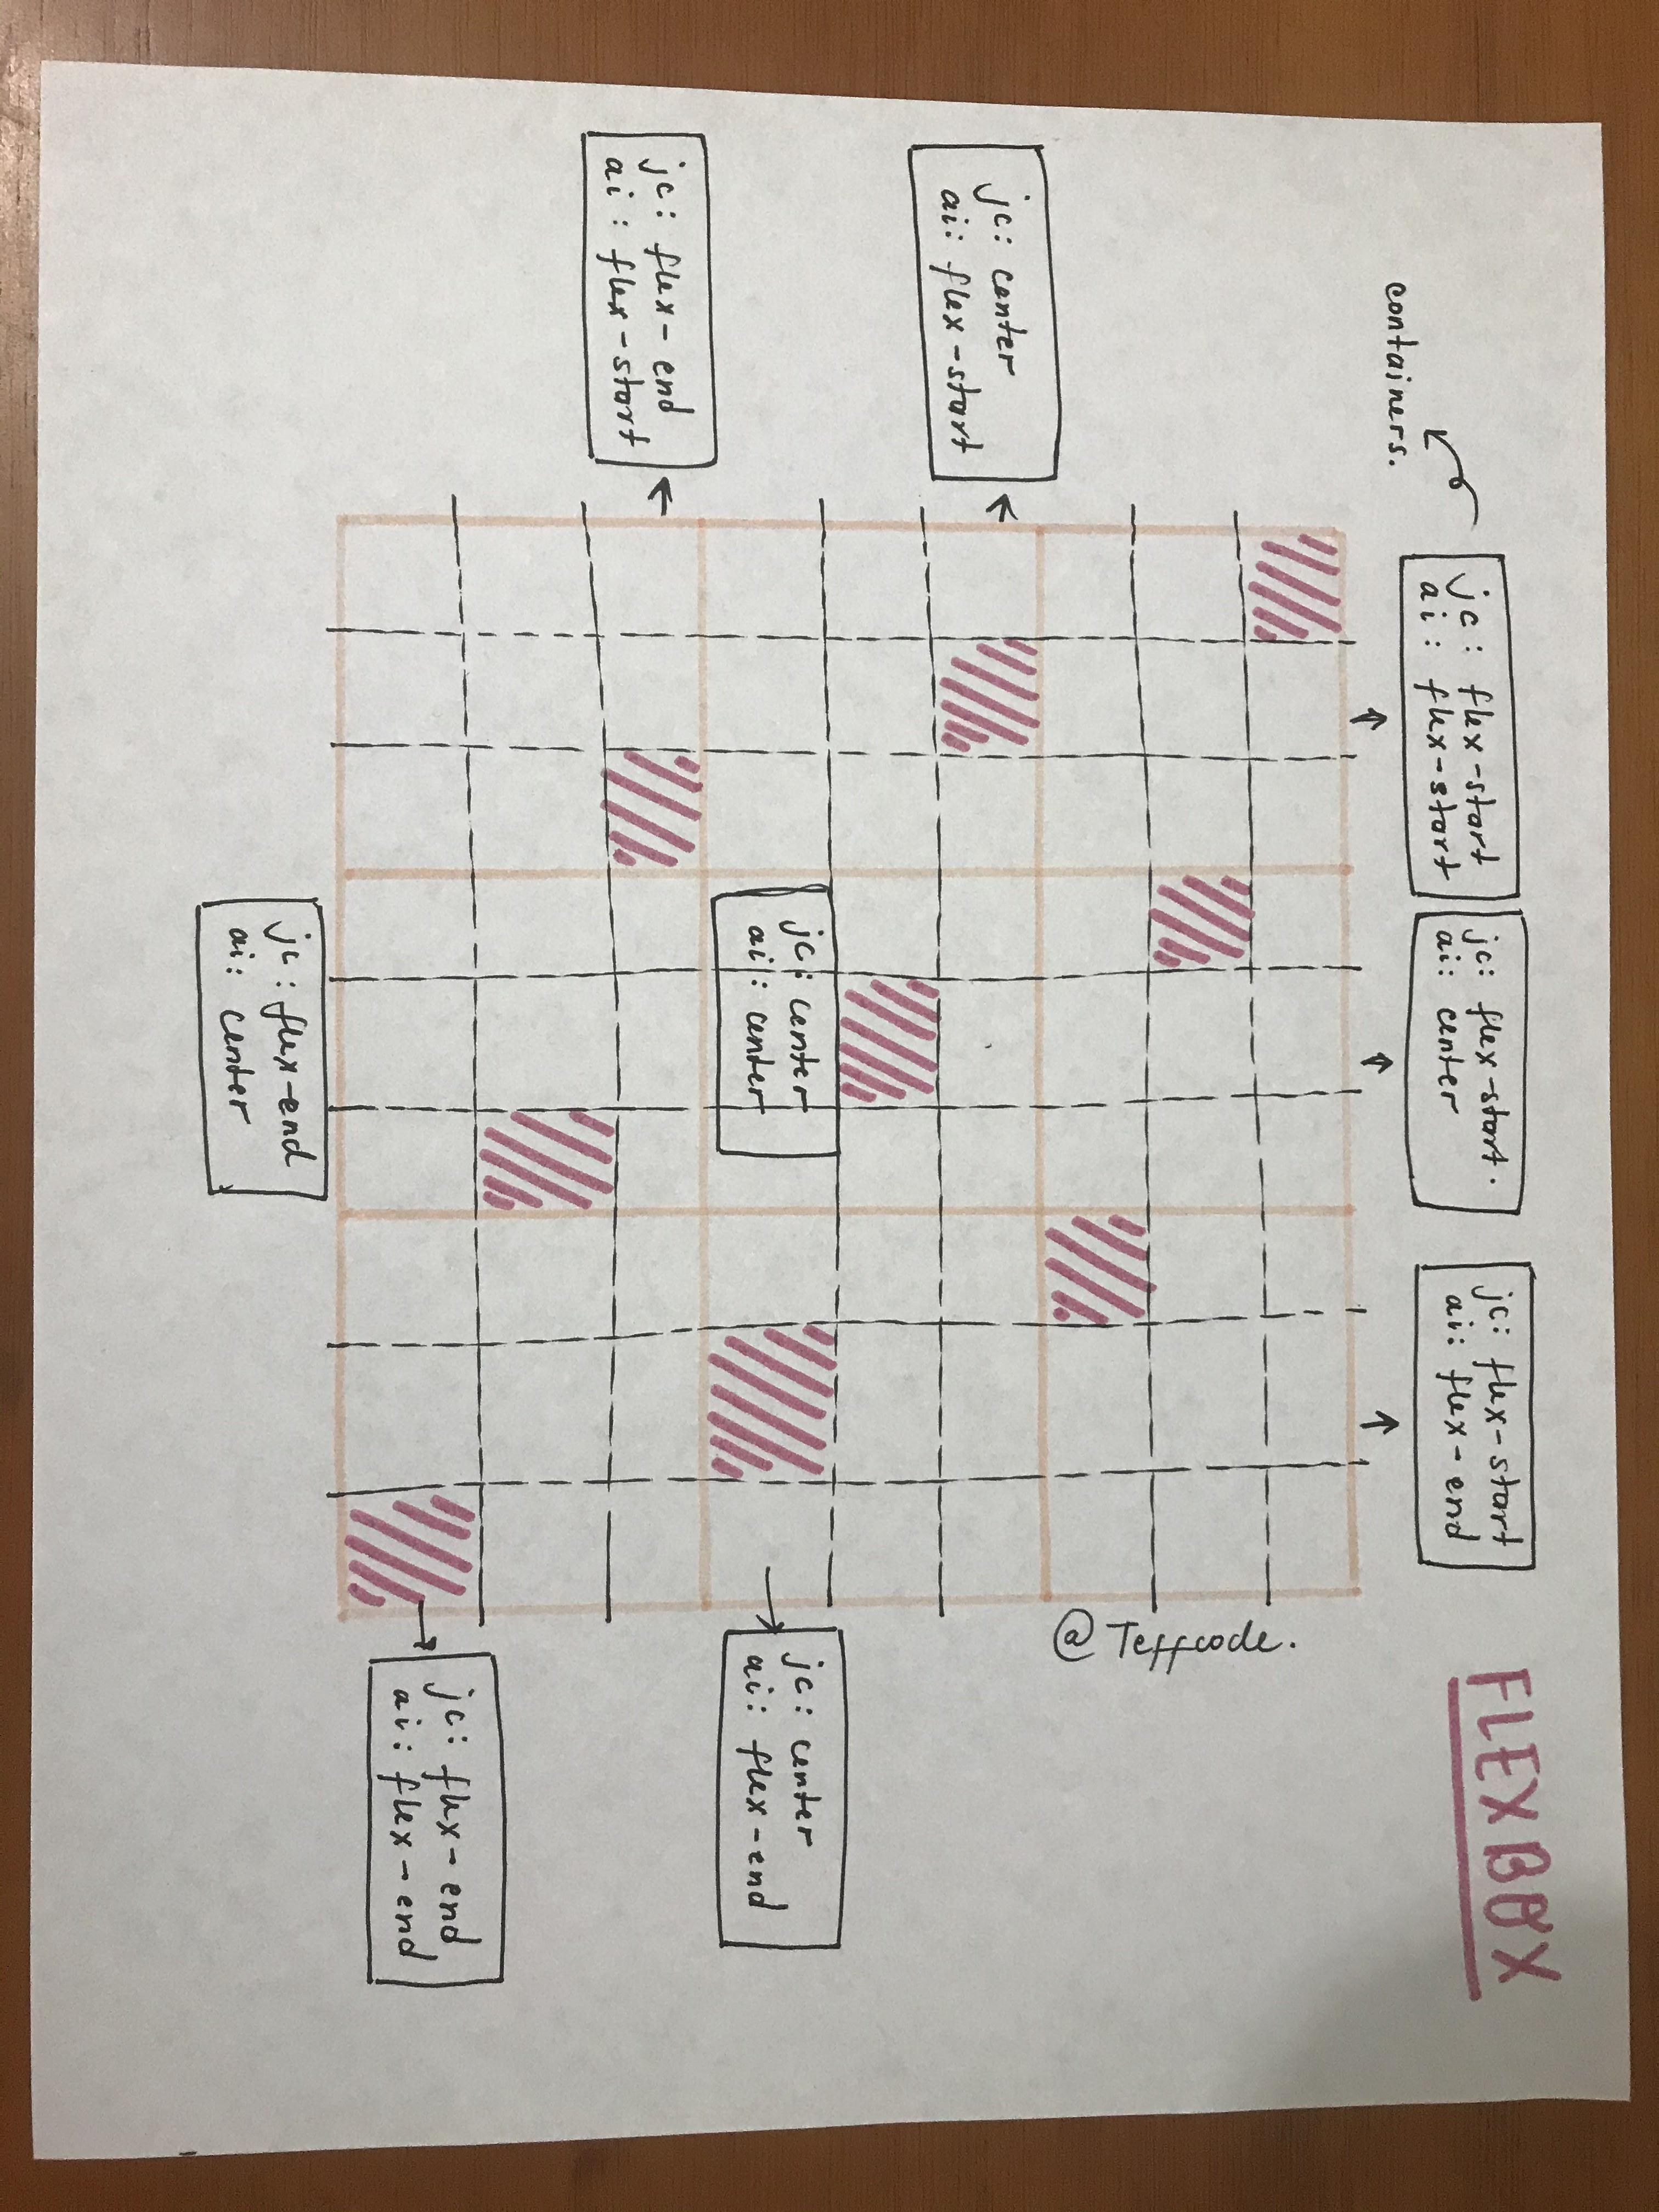 FLEXBOX
jc: flex-start
ai: flex-start
jc: flex-start.
ai: center
jc: flex-start
ai: flex-end
containers.
@Teffcode.
jc: center
ai: flex-start
jc: center
ai: center
jc: center
ai: flex-end
jc: flex-end
ai: flex-start
jc: flex-end
ai: flex-end
jc: flex-end
ai: center